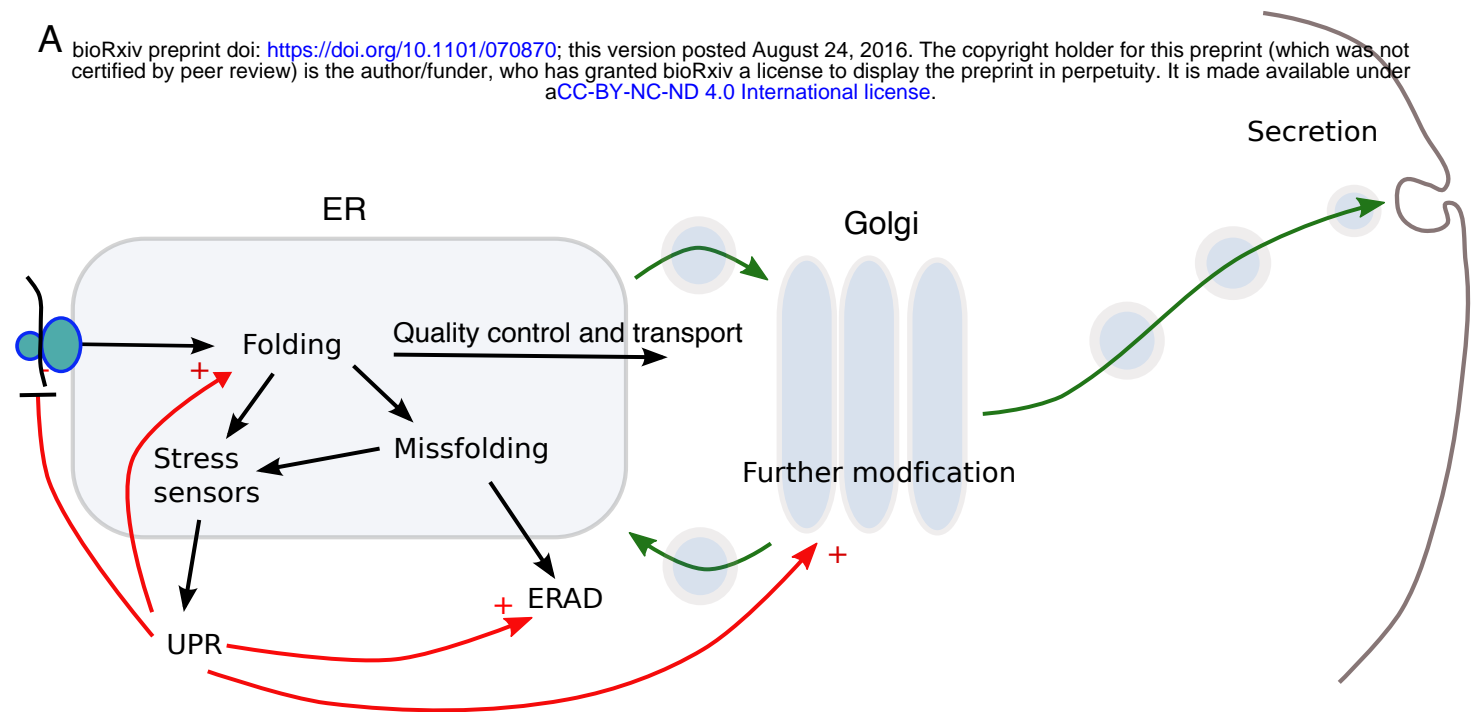 A
bioRxiv preprint doi: https://doi.org/10.1101/070870; this version posted August 24, 2016. The copyright holder for this preprint (which was not
certified by peer review) is the author/funder, who has granted bioRxiv a license to display the preprint in perpetuity. It is made available under
aCC-BY-NC-ND 4.0 International license.
Secretion
ER
Golgi
Quality control and transport
Folding
+
-
Missfolding
Stress
sensors
Further modfication
+
ERAD
+
UPR